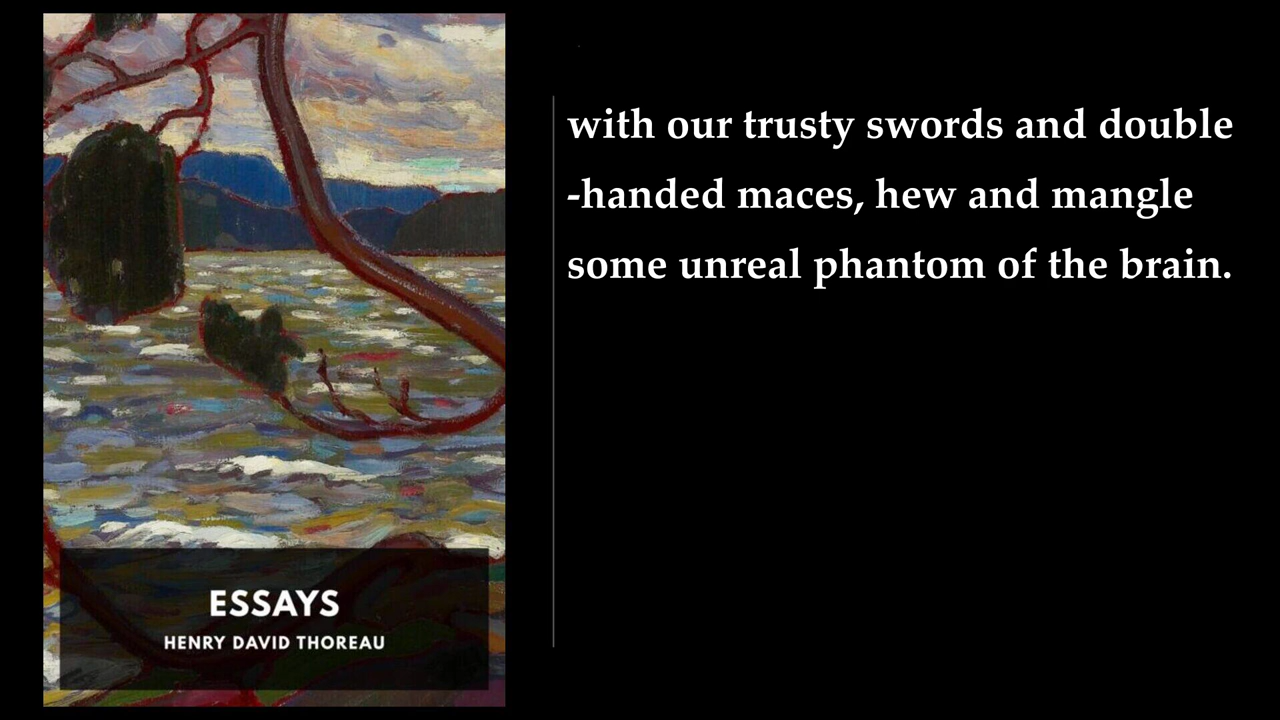 with our trusty swords and double
-handed maces, hew and mangle
some unreal phantom of the brain.
ESSAYS
HENRY DAVID THOREAU